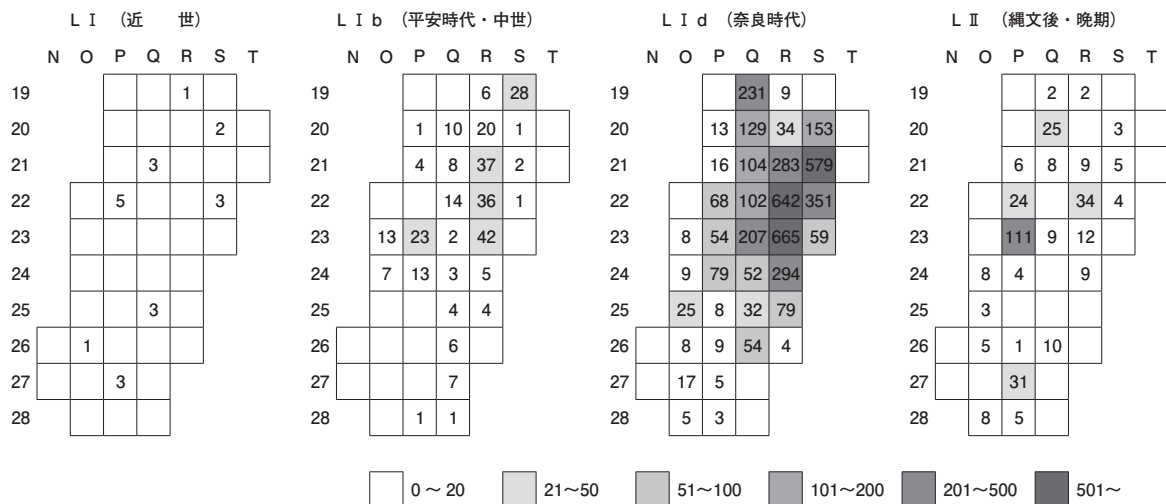 L Ⅰ (近 世)  L Ⅰ b (平安時代・中世)  L Ⅰ d (奈良時代)  L Ⅱ (縄文後・晩期)
N O P Q R S T  N O P Q R S T  N O P Q R S T  N O P Q R S T
19 1  19 6 28  19 231 9  19 2 2
20 2  20 1 10 20 1  20 13 129 34 153  20 25 3
21 3  21 4 8 37 2  21 16 104 283 579  21 6 8 9 5
22 5 3  22 14 36 1  22 68 102 642 351  22 24 34 4
23  23 13 23 2 42  23 8 54 207 665 59  23 111 9 12
24  24 7 13 3 5  24 9 79 52 294  24 8 4 9
25 3  25 4 4  25 25 8 32 79  25 3
26 1  26 6  26 8 9 54 4  26 5 1 10
27 3  27 7  27 17 5  27 31
28  28 1 1  28 5 3  28 8 5
0～20  21～50  51～100  101～200  201～500  501～